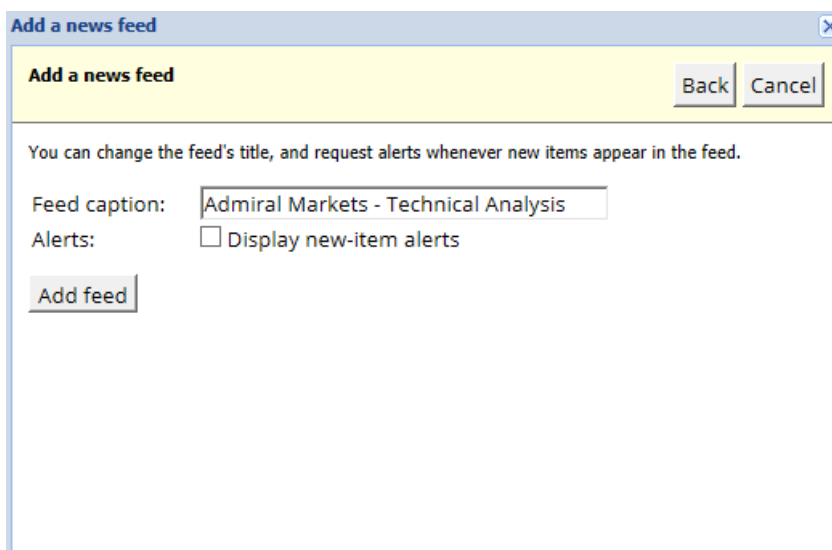 Add a news feed
Add a news feed
Back Cancel
You can change the feed's title, and request alerts whenever new items appear in the feed.
Feed caption: Admiral Markets - Technical Analysis
Alerts: Display new-item alerts
Add feed